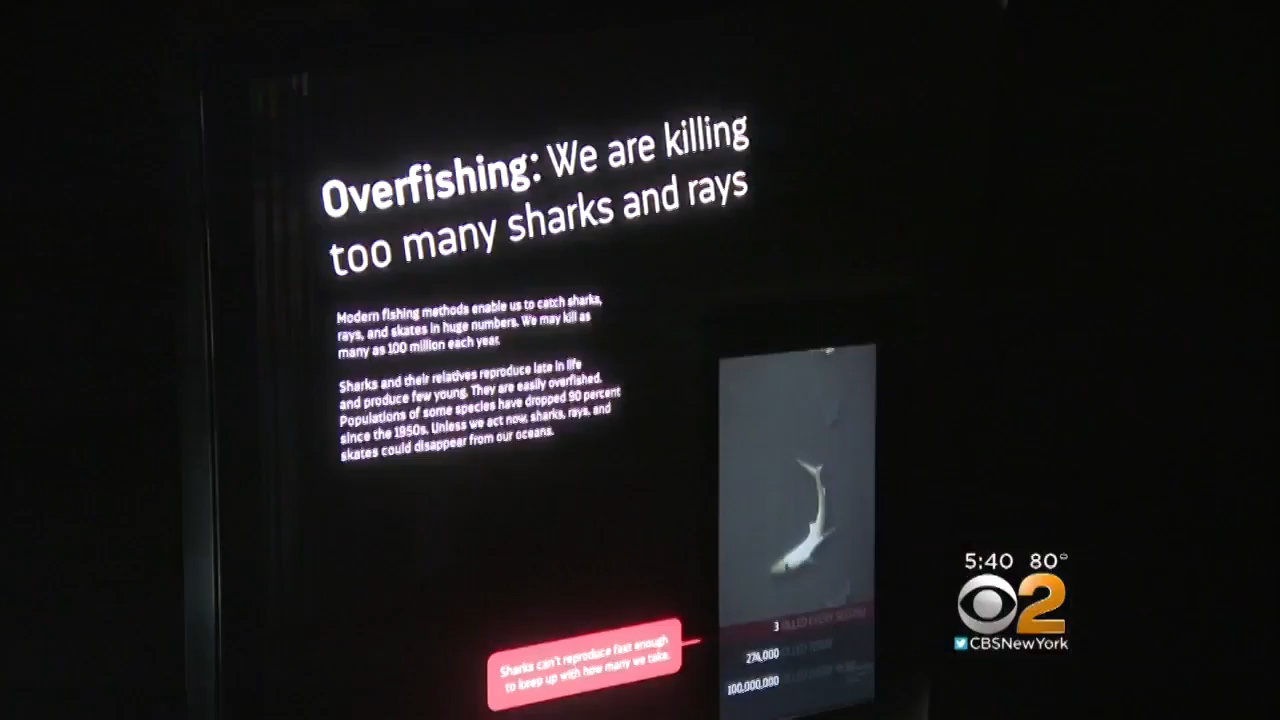 Overfishing: We are killing
too many sharks and rays
Modern fishing methods enable us to catch sharks,
rays, and skates in huge numbers. We may kill as
many as 100 million each year.
Sharks and their relatives reproduce late in life
and produce few young. They are easily overfished.
Populations of some species have dropped 90 percent
since the 1950s. Unless we act now, sharks, rays, and
skates could disappear from our oceans.
3 KILLED EVERY SECOND
274,000 KILLED TODAY
100,000,000
Sharks can't reproduce fast enough
to keep up with how many we take.
5:40 80°
2
CBSNewYork